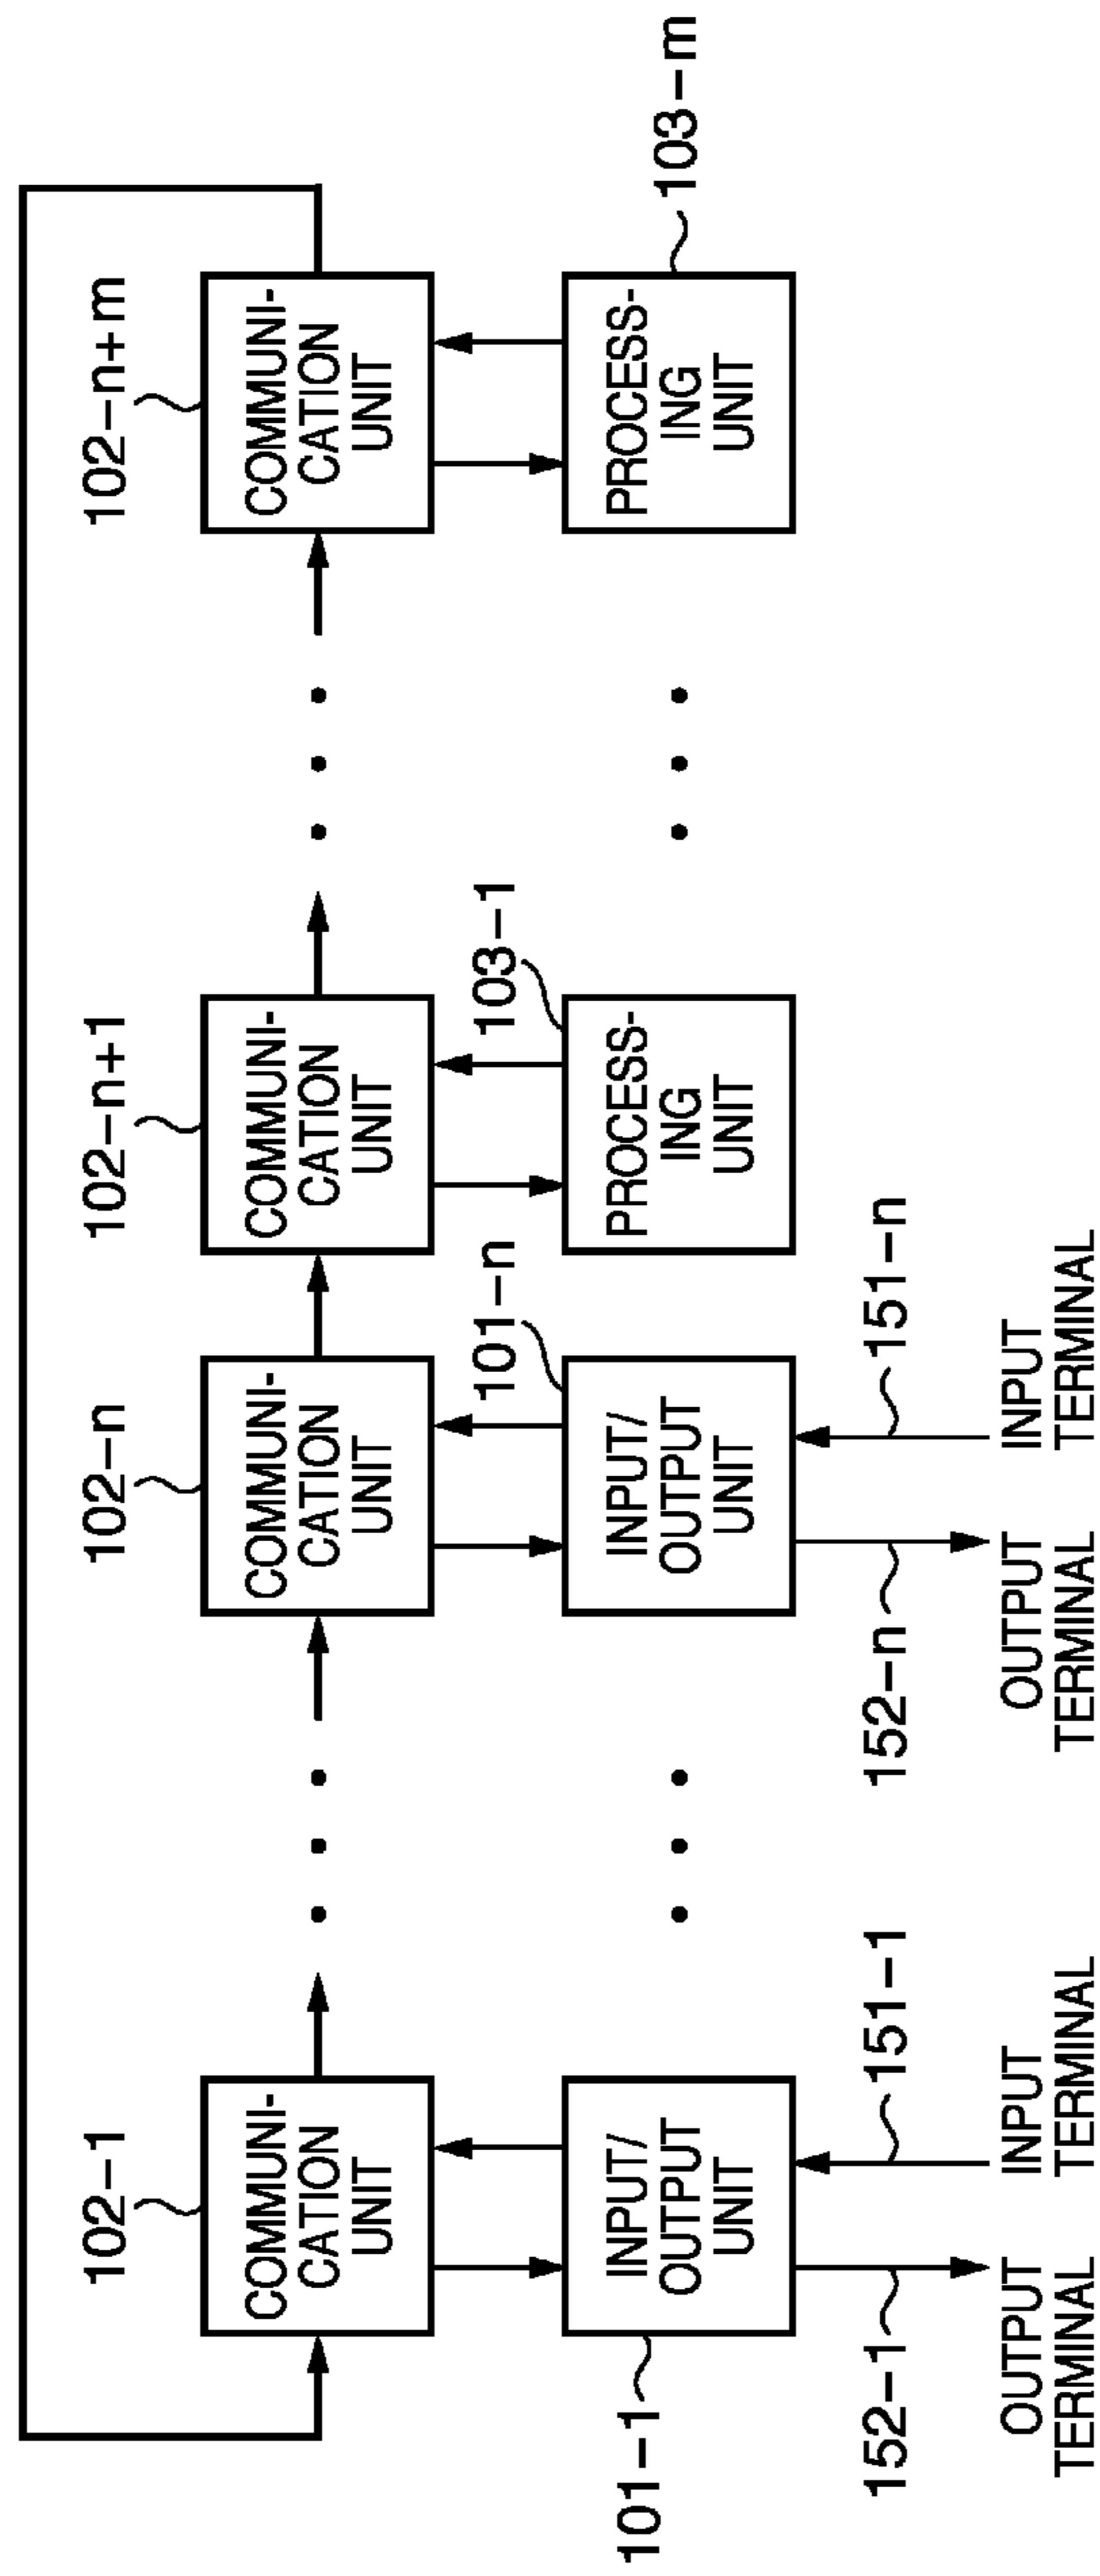 102-1
102-n
102-n+1
102-n+m
COMMUNI-
CATION
UNIT
COMMUNI-
CATION
UNIT
COMMUNI-
CATION
UNIT
COMMUNI-
CATION
UNIT
101-1
INPUT/
OUTPUT
UNIT
101-n
INPUT/
OUTPUT
UNIT
103-1
PROCESS-
ING
UNIT
103-m
PROCESS-
ING
UNIT
152-1
151-1
152-n
151-n
OUTPUT
TERMINAL
INPUT
TERMINAL
OUTPUT
TERMINAL
INPUT
TERMINAL